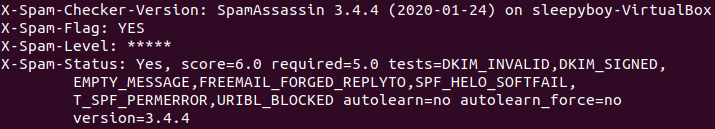 X-Spam-Checker-Version: SpamAssassin 3.4.4 (2020-01-24) on sleepyboy-VirtualBox
X-Spam-Flag: YES
X-Spam-Level: *****
X-Spam-Status: Yes, score=6.0 required=5.0 tests=DKIM_INVALID,DKIM_SIGNED,
EMPTY_MESSAGE,FREEMAIL_FORGED_REPLYTO,SPF_HELO_SOFTFAIL,
T_SPF_PERMERROR,URIBL_BLOCKED autolearn=no autolearn_force=no
version=3.4.4